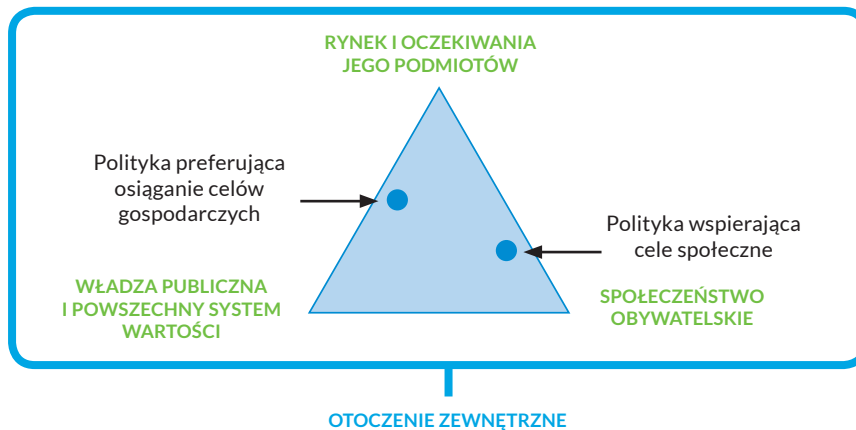 RYNEK I OCZEKIWANIA
JEGO PODMIOTÓW
Polityka preferująca
osiąganie celów
gospodarczych
Polityka wspierająca
cele społeczne
WŁADZA PUBLICZNA
I POWSZECHNY SYSTEM
WARTOŚCI
SPOŁECZEŃSTWO
OBYWATELSKIE
OTOCZENIE ZEWNĘTRZNE